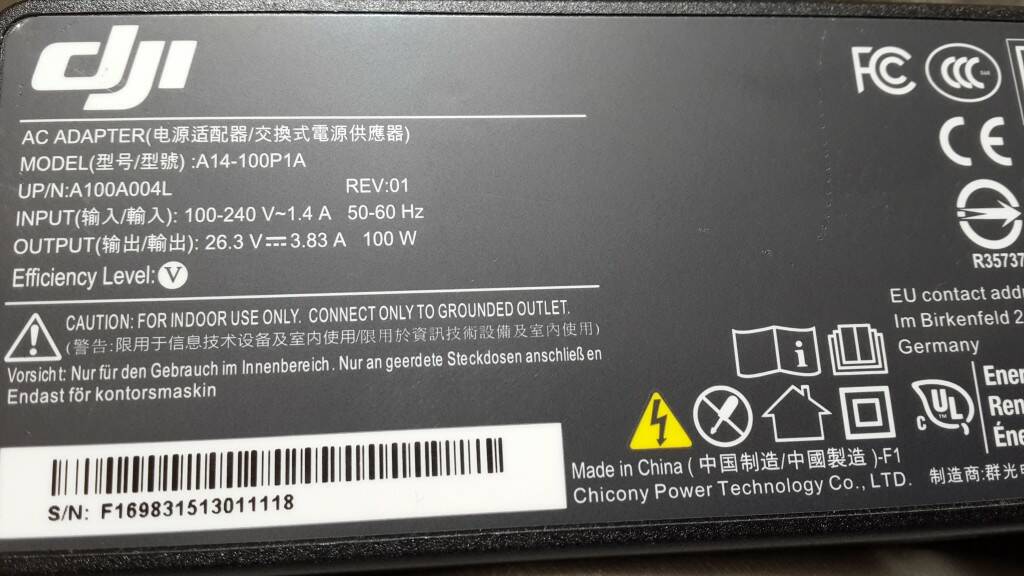 dji
AC ADAPTER(电源适配器/交換式電源供應器)
MODEL(型号/型號) :A14-100P1A
UP/N:A100A004L REV:01
INPUT(输入/輸入): 100-240 V~1.4 A 50-60 Hz
OUTPUT(输出/輸出): 26.3 V⎓3.83 A 100 W
Efficiency Level: V
CAUTION: FOR INDOOR USE ONLY. CONNECT ONLY TO GROUNDED OUTLET.
(警告:限用于信息技术设备及室内使用/限用於資訊技術設備及室內使用)
Vorsicht: Nur für den Gebrauch im Innenbereich. Nur an geerdete Steckdosen anschließen
Endast för kontorsmaskin
S/N: F169831513011118
FC
CCC
CE
R35737
EU contact addr
Im Birkenfeld 2
Germany
i
c UL
Ener
Ren
Éne
Made in China ( 中国制造/中國製造 )-F1
Chicony Power Technology Co., LTD. 制造商:群光